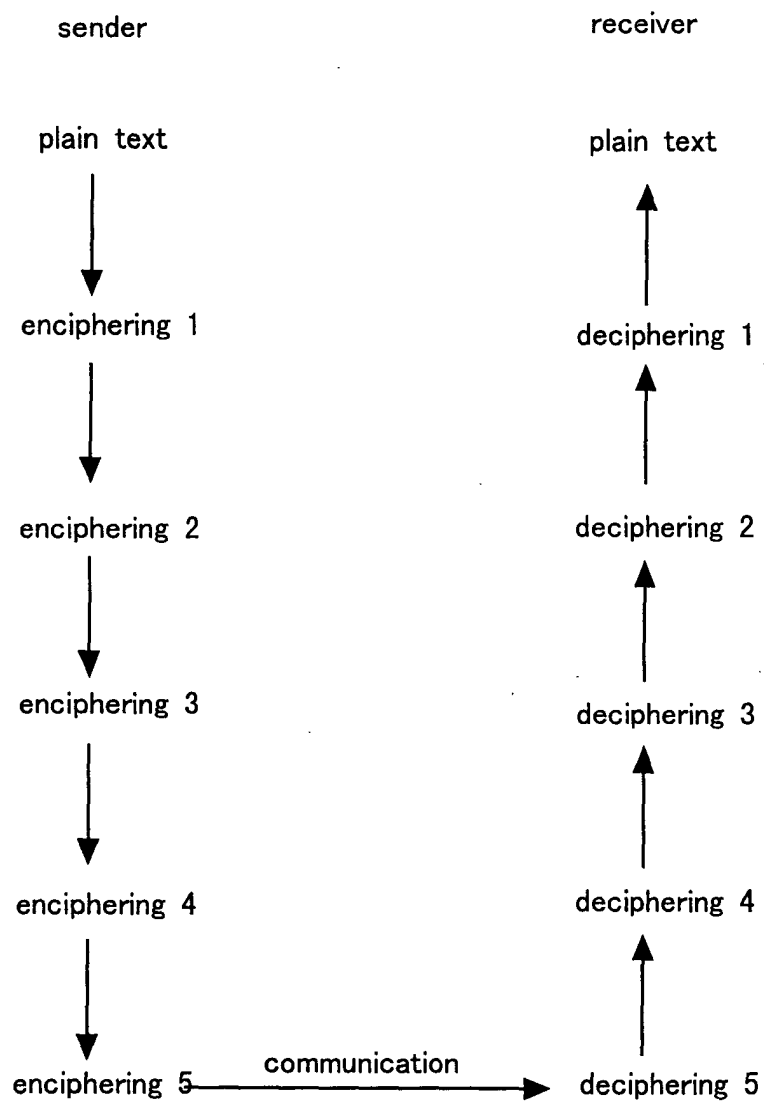 sender
receiver
plain text
plain text
enciphering 1
deciphering 1
enciphering 2
deciphering 2
enciphering 3
deciphering 3
enciphering 4
deciphering 4
communication
enciphering 5
deciphering 5